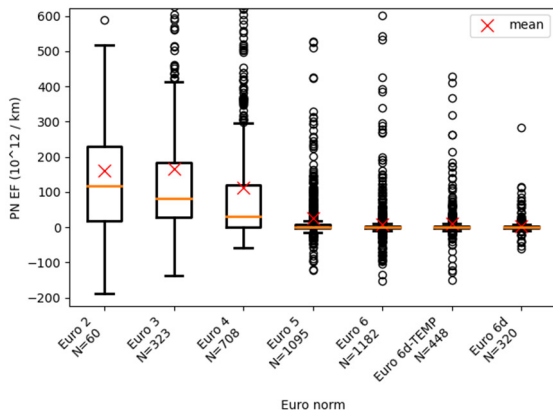 PN EF (10^12 / km)
600
500
400
300
200
100
0
−100
−200
mean
Euro 2
N=60
Euro 3
N=323
Euro 4
N=708
Euro 5
N=1095
Euro 6
N=1182
Euro 6d-TEMP
N=448
Euro 6d
N=320
Euro norm